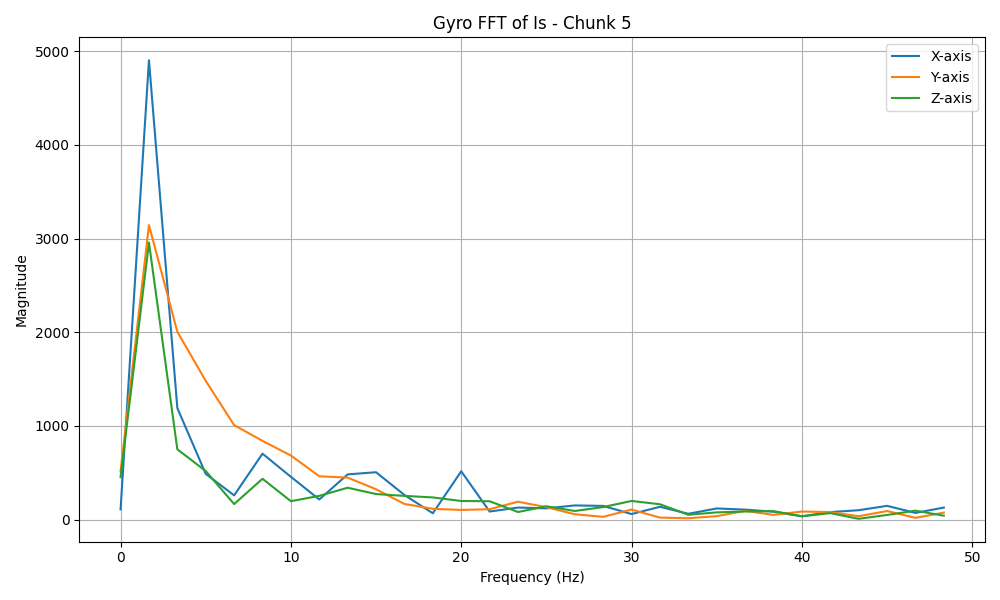 Gyro FFT of Is - Chunk 5
X-axis
Y-axis
Z-axis
Magnitude
5000
4000
3000
2000
1000
0
0 10 20 30 40 50
Frequency (Hz)